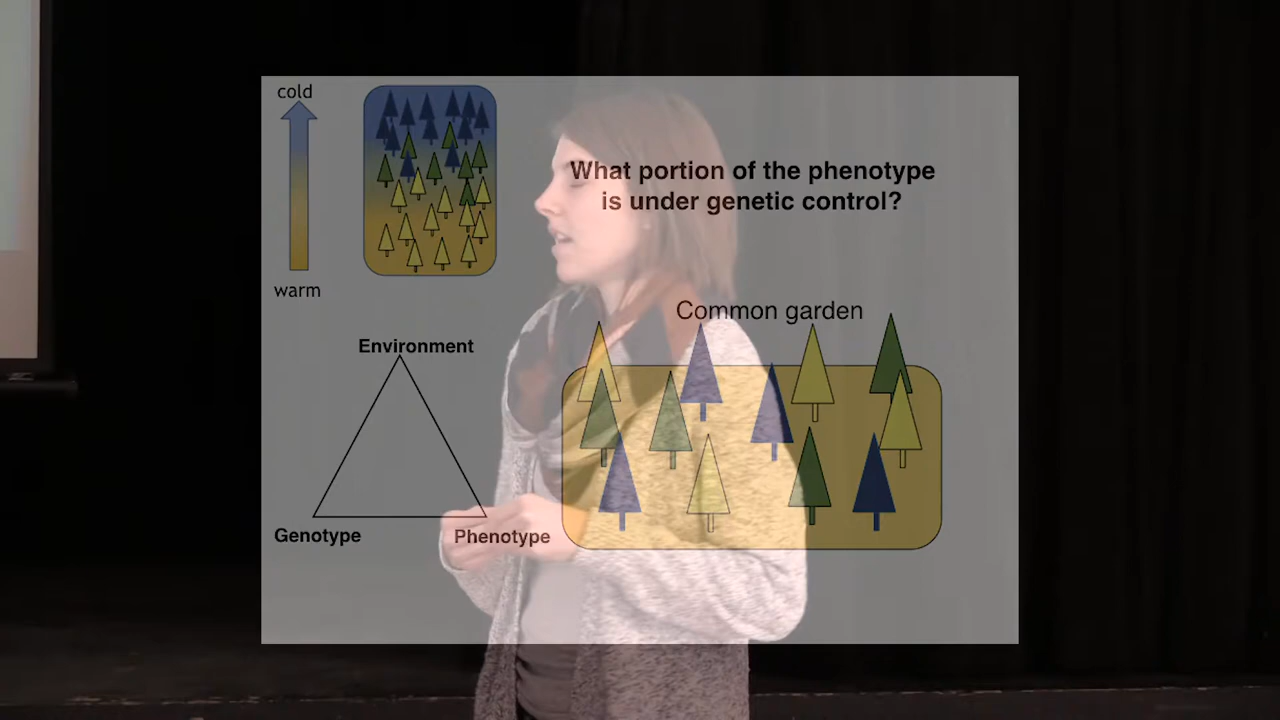 cold
warm
What portion of the phenotype
is under genetic control?
Common garden
Environment
Genotype
Phenotype